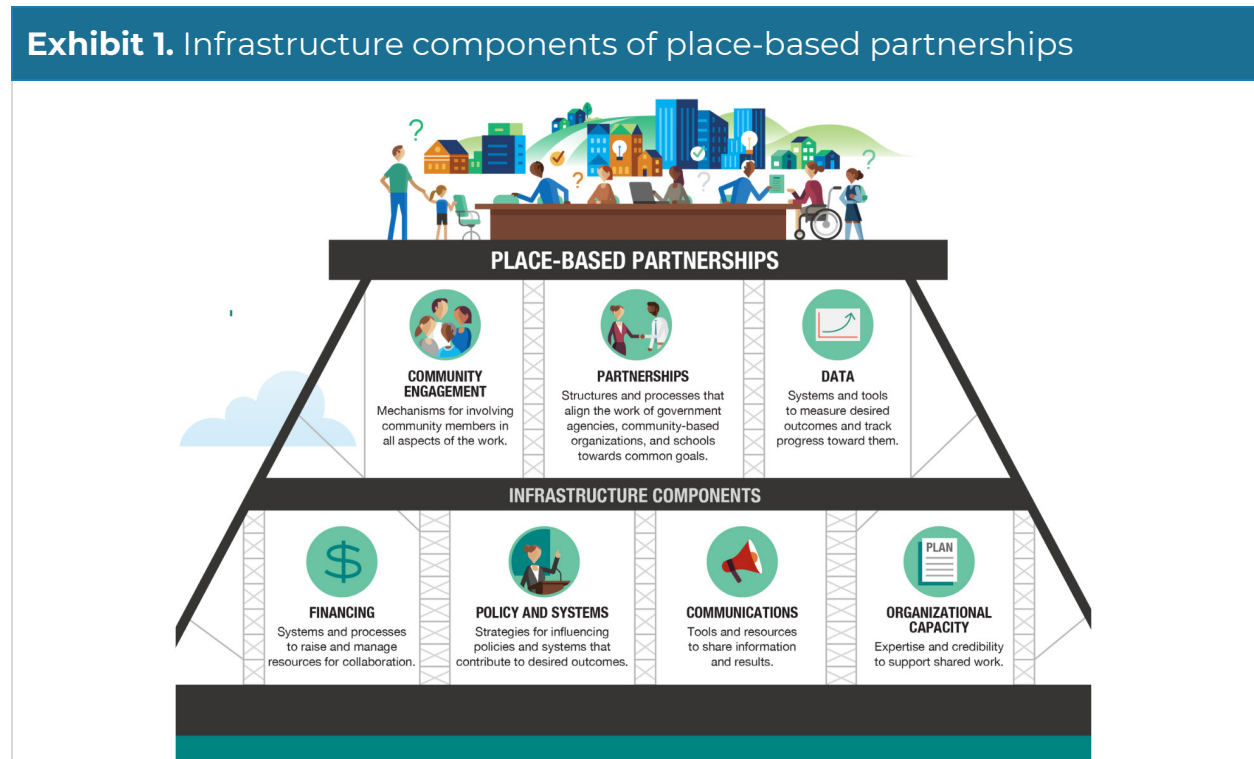 Exhibit 1. Infrastructure components of place-based partnerships
?
?
?
?
PLACE-BASED PARTNERSHIPS
COMMUNITY
ENGAGEMENT
Mechanisms for involving
community members in
all aspects of the work.
PARTNERSHIPS
Structures and processes that
align the work of government
agencies, community-based
organizations, and schools
towards common goals.
DATA
Systems and tools
to measure desired
outcomes and track
progress toward them.
INFRASTRUCTURE COMPONENTS
$
FINANCING
Systems and processes
to raise and manage
resources for collaboration.
POLICY AND SYSTEMS
Strategies for influencing
policies and systems that
contribute to desired outcomes.
COMMUNICATIONS
Tools and resources
to share information
and results.
PLAN
ORGANIZATIONAL
CAPACITY
Expertise and credibility
to support shared work.